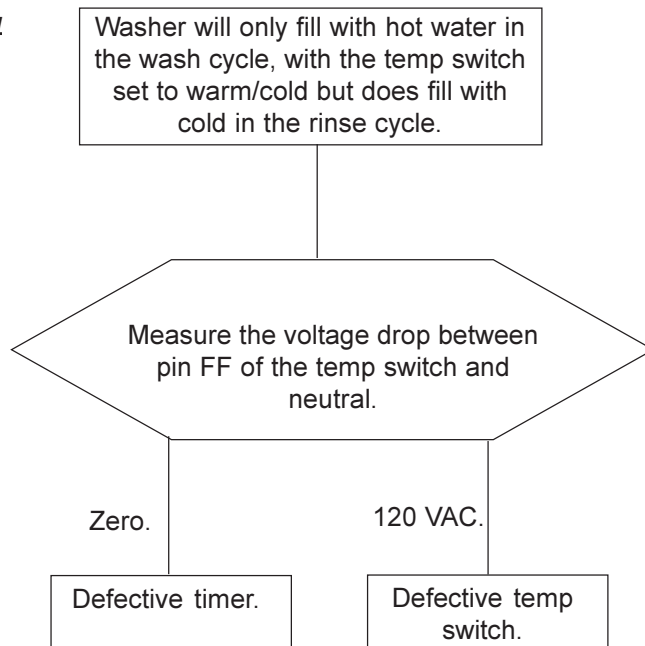 Washer will only fill with hot water in
the wash cycle, with the temp switch
set to warm/cold but does fill with
cold in the rinse cycle.
Measure the voltage drop between
pin FF of the temp switch and
neutral.
Zero.
120 VAC.
Defective timer.
Defective temp
switch.